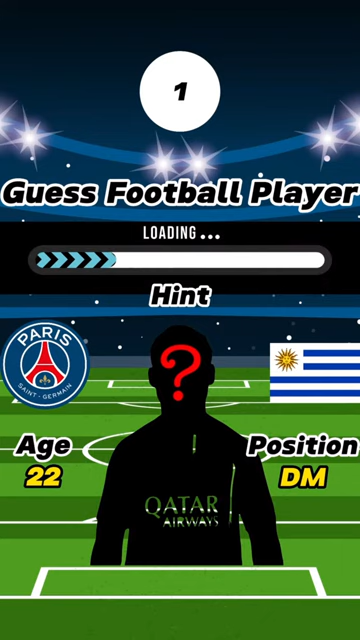 1
Guess Football Player
LOADING...
Hint
PARIS
SAINT-GERMAIN
Age
22
Position
DM
QATAR
AIRWAYS